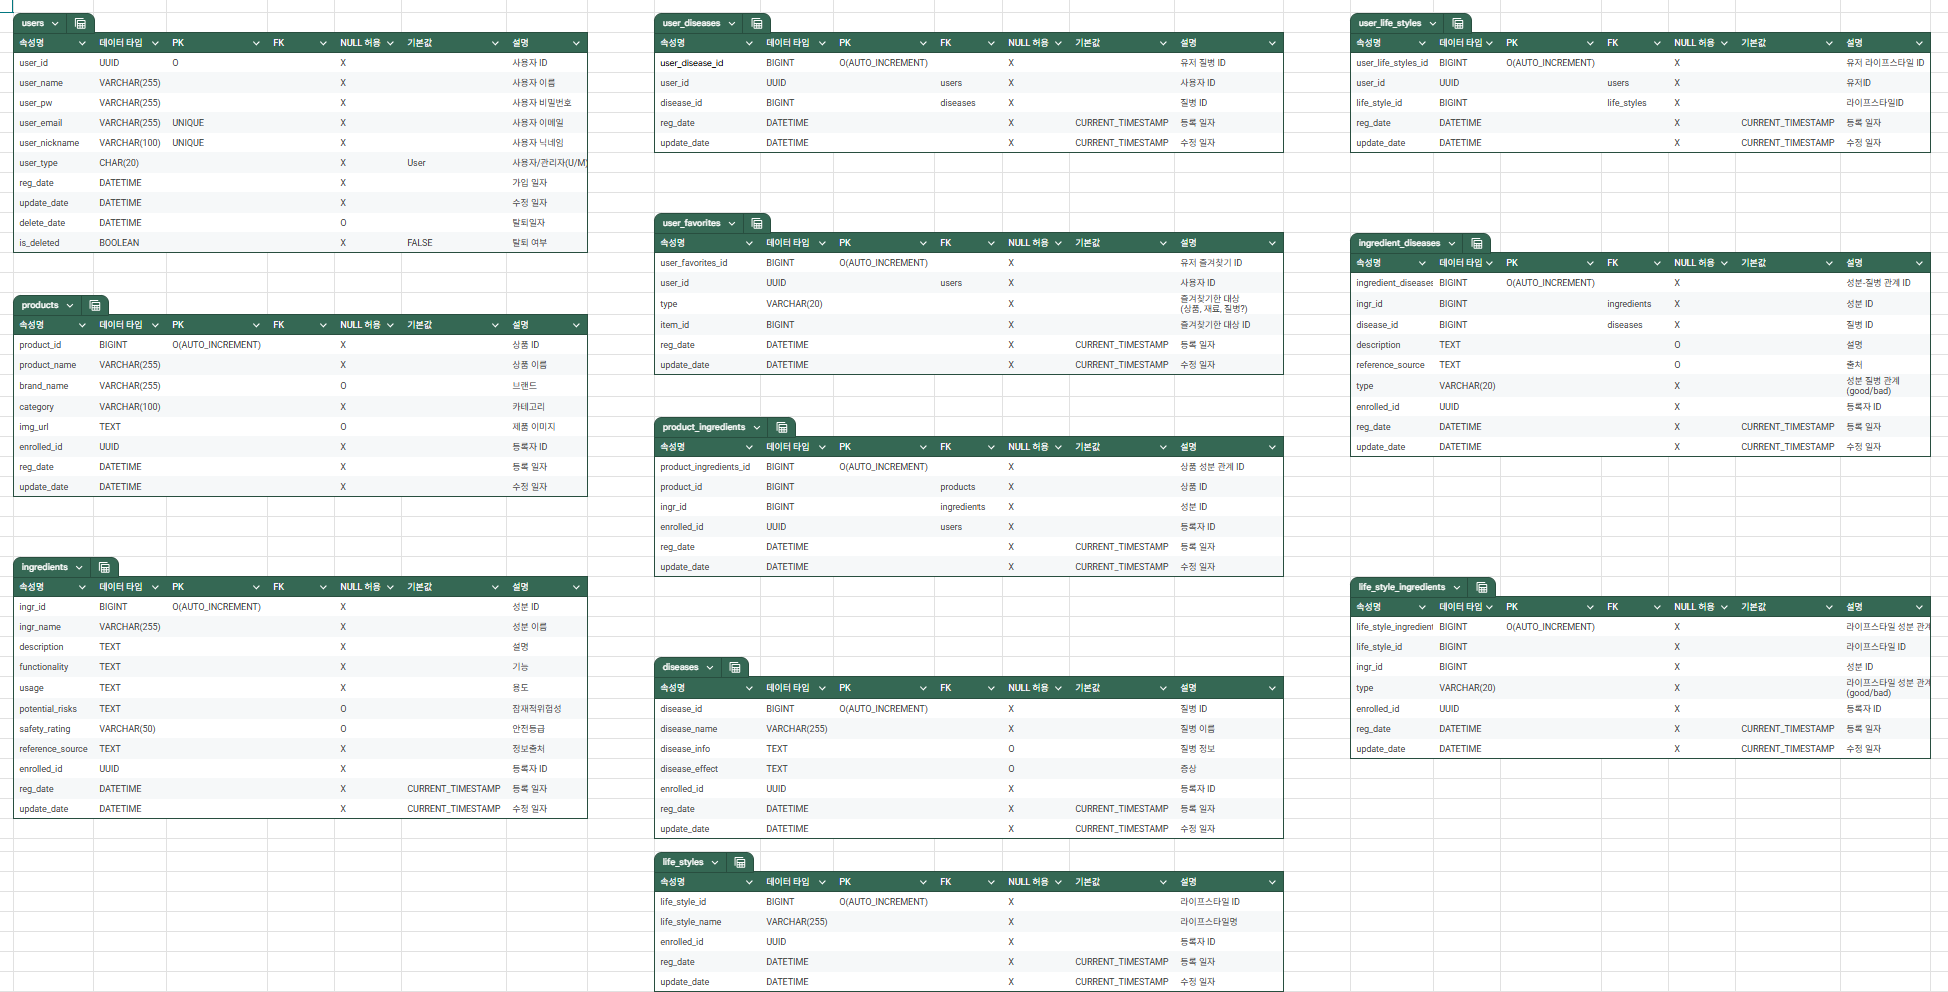 users
속성명 데이터 타입 PK FK NULL 허용 기본값 설명
user_id UUID O X 사용자 ID
user_name VARCHAR(255) X 사용자 이름
user_pw VARCHAR(255) X 사용자 비밀번호
user_email VARCHAR(255) UNIQUE X 사용자 이메일
user_nickname VARCHAR(100) UNIQUE X 사용자 닉네임
user_type CHAR(20) X User 사용자/관리자(U/M)
reg_date DATETIME X 가입 일자
update_date DATETIME X 수정 일자
delete_date DATETIME O 탈퇴일자
is_deleted BOOLEAN X FALSE 탈퇴 여부
products
속성명 데이터 타입 PK FK NULL 허용 기본값 설명
product_id BIGINT O(AUTO_INCREMENT) X 상품 ID
product_name VARCHAR(255) X 상품 이름
brand_name VARCHAR(255) O 브랜드
category VARCHAR(100) X 카테고리
img_url TEXT O 제품 이미지
enrolled_id UUID X 등록자 ID
reg_date DATETIME X 등록 일자
update_date DATETIME X 수정 일자
ingredients
속성명 데이터 타입 PK FK NULL 허용 기본값 설명
ingr_id BIGINT O(AUTO_INCREMENT) X 성분 ID
ingr_name VARCHAR(255) X 성분 이름
description TEXT X 설명
functionality TEXT X 기능
usage TEXT X 용도
potential_risks TEXT O 잠재적위험성
safety_rating VARCHAR(50) O 안전등급
reference_source TEXT X 정보출처
enrolled_id UUID X 등록자 ID
reg_date DATETIME X CURRENT_TIMESTAMP 등록 일자
update_date DATETIME X CURRENT_TIMESTAMP 수정 일자
user_diseases
속성명 데이터 타입 PK FK NULL 허용 기본값 설명
user_disease_id BIGINT O(AUTO_INCREMENT) X 유저 질병 ID
user_id UUID users X 사용자 ID
disease_id BIGINT diseases X 질병 ID
reg_date DATETIME X CURRENT_TIMESTAMP 등록 일자
update_date DATETIME X CURRENT_TIMESTAMP 수정 일자
user_favorites
속성명 데이터 타입 PK FK NULL 허용 기본값 설명
user_favorites_id BIGINT O(AUTO_INCREMENT) X 유저 즐겨찾기 ID
user_id UUID users X 사용자 ID
type VARCHAR(20) X 즐겨찾기한 대상
(상품, 재료, 질병?)
item_id BIGINT X 즐겨찾기한 대상 ID
reg_date DATETIME X CURRENT_TIMESTAMP 등록 일자
update_date DATETIME X CURRENT_TIMESTAMP 수정 일자
product_ingredients
속성명 데이터 타입 PK FK NULL 허용 기본값 설명
product_ingredients_id BIGINT O(AUTO_INCREMENT) X 상품 성분 관계 ID
product_id BIGINT products X 상품 ID
ingr_id BIGINT ingredients X 성분 ID
enrolled_id UUID users X 등록자 ID
reg_date DATETIME X CURRENT_TIMESTAMP 등록 일자
update_date DATETIME X CURRENT_TIMESTAMP 수정 일자
diseases
속성명 데이터 타입 PK FK NULL 허용 기본값 설명
disease_id BIGINT O(AUTO_INCREMENT) X 질병 ID
disease_name VARCHAR(255) X 질병 이름
disease_info TEXT O 질병 정보
disease_effect TEXT O 증상
enrolled_id UUID X 등록자 ID
reg_date DATETIME X CURRENT_TIMESTAMP 등록 일자
update_date DATETIME X CURRENT_TIMESTAMP 수정 일자
life_styles
속성명 데이터 타입 PK FK NULL 허용 기본값 설명
life_style_id BIGINT O(AUTO_INCREMENT) X 라이프스타일 ID
life_style_name VARCHAR(255) X 라이프스타일명
enrolled_id UUID X 등록자 ID
reg_date DATETIME X CURRENT_TIMESTAMP 등록 일자
update_date DATETIME X CURRENT_TIMESTAMP 수정 일자
user_life_styles
속성명 데이터 타입 PK FK NULL 허용 기본값 설명
user_life_styles_id BIGINT O(AUTO_INCREMENT) X 유저 라이프스타일 ID
user_id UUID users X 유저ID
life_style_id BIGINT life_styles X 라이프스타일ID
reg_date DATETIME X CURRENT_TIMESTAMP 등록 일자
update_date DATETIME X CURRENT_TIMESTAMP 수정 일자
ingredient_diseases
속성명 데이터 타입 PK FK NULL 허용 기본값 설명
ingredient_diseases BIGINT O(AUTO_INCREMENT) X 성분-질병 관계 ID
ingr_id BIGINT ingredients X 성분 ID
disease_id BIGINT diseases X 질병 ID
description TEXT O 설명
reference_source TEXT O 출처
type VARCHAR(20) X 성분 질병 관계
(good/bad)
enrolled_id UUID X 등록자 ID
reg_date DATETIME X CURRENT_TIMESTAMP 등록 일자
update_date DATETIME X CURRENT_TIMESTAMP 수정 일자
life_style_ingredients
속성명 데이터 타입 PK FK NULL 허용 기본값 설명
life_style_ingredient BIGINT O(AUTO_INCREMENT) X 라이프스타일 성분 관계
life_style_id BIGINT X 라이프스타일 ID
ingr_id BIGINT X 성분 ID
type VARCHAR(20) X 라이프스타일 성분 관계
(good/bad)
enrolled_id UUID X 등록자 ID
reg_date DATETIME X CURRENT_TIMESTAMP 등록 일자
update_date DATETIME X CURRENT_TIMESTAMP 수정 일자